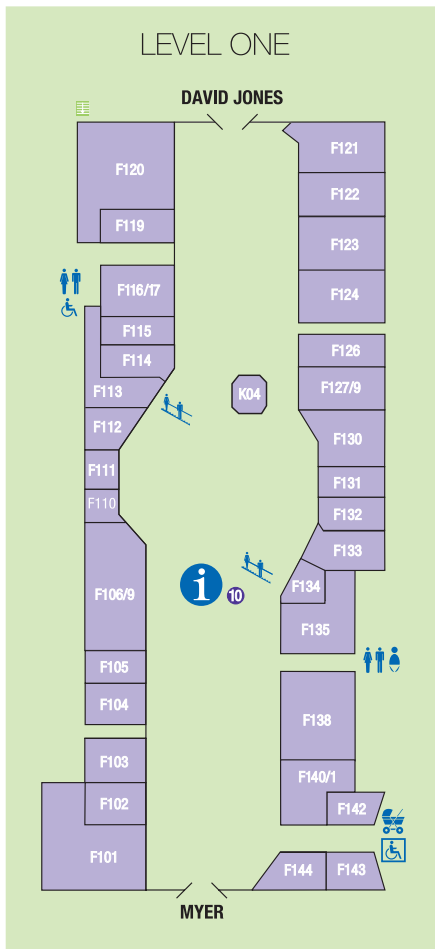 LEVEL ONE
DAVID JONES
F120
F119
F121
F122
F123
F124
F116/17
F115
F114
F113
F112
F111
F110
K04
F126
F127/9
F130
F131
F132
F133
F134
F135
i
10
F106/9
F105
F104
F103
F102
F101
F138
F140/1
F142
F144
F143
MYER